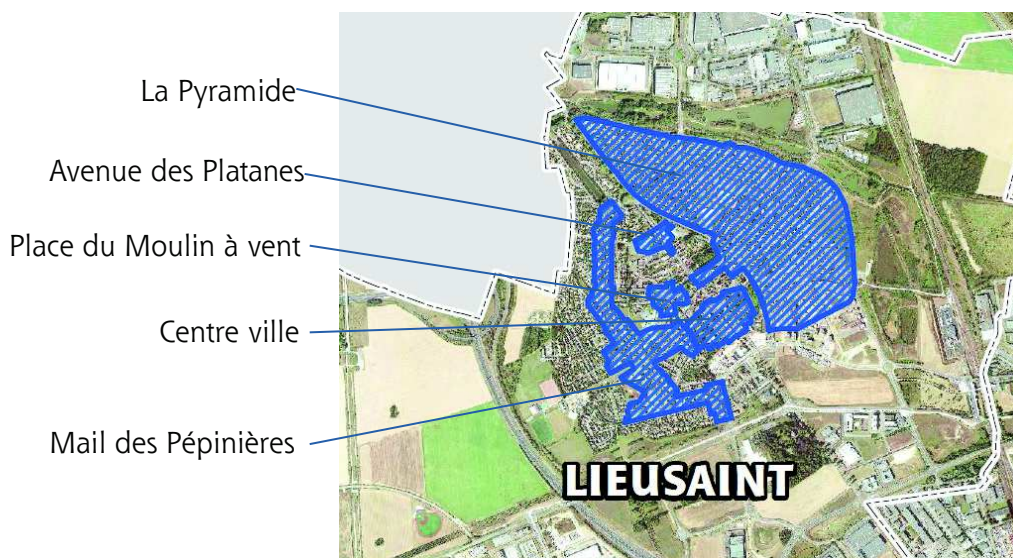 La Pyramide
Avenue des Platanes
Place du Moulin à vent
Centre ville
Mail des Pépinières
LIEUSAINT